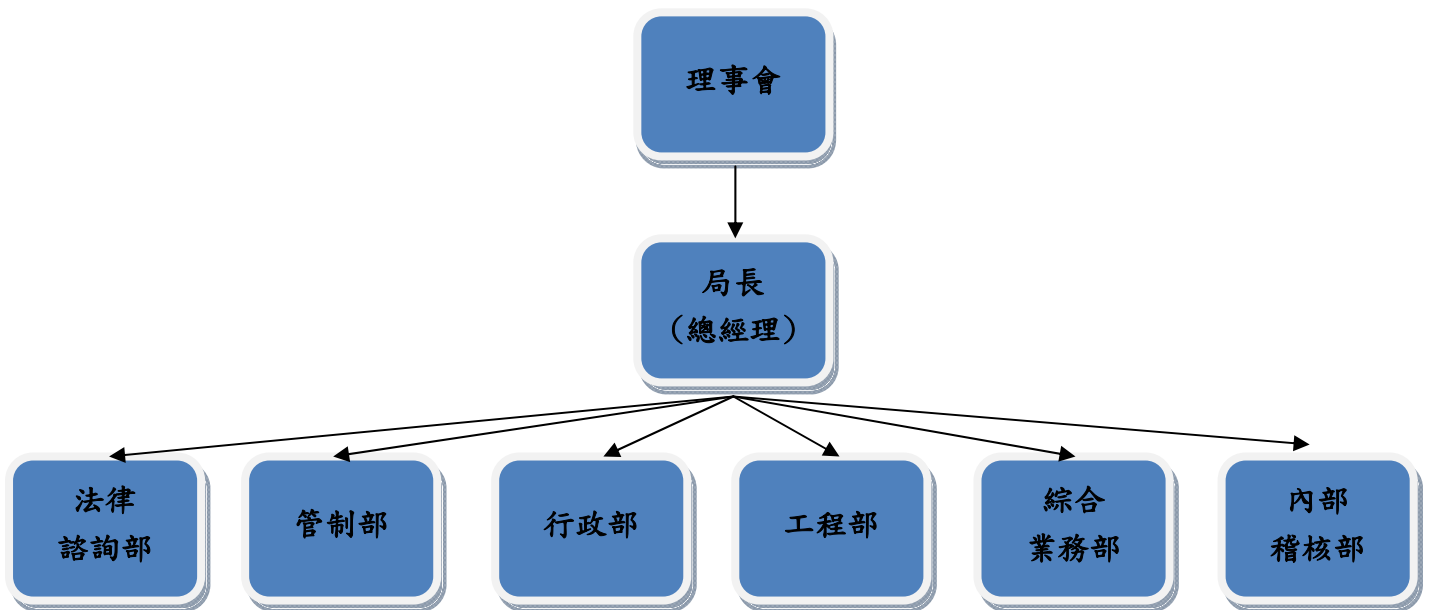 理事會
局長
（總經理）
法律
諮詢部
管制部
行政部
工程部
綜合
業務部
內部
稽核部